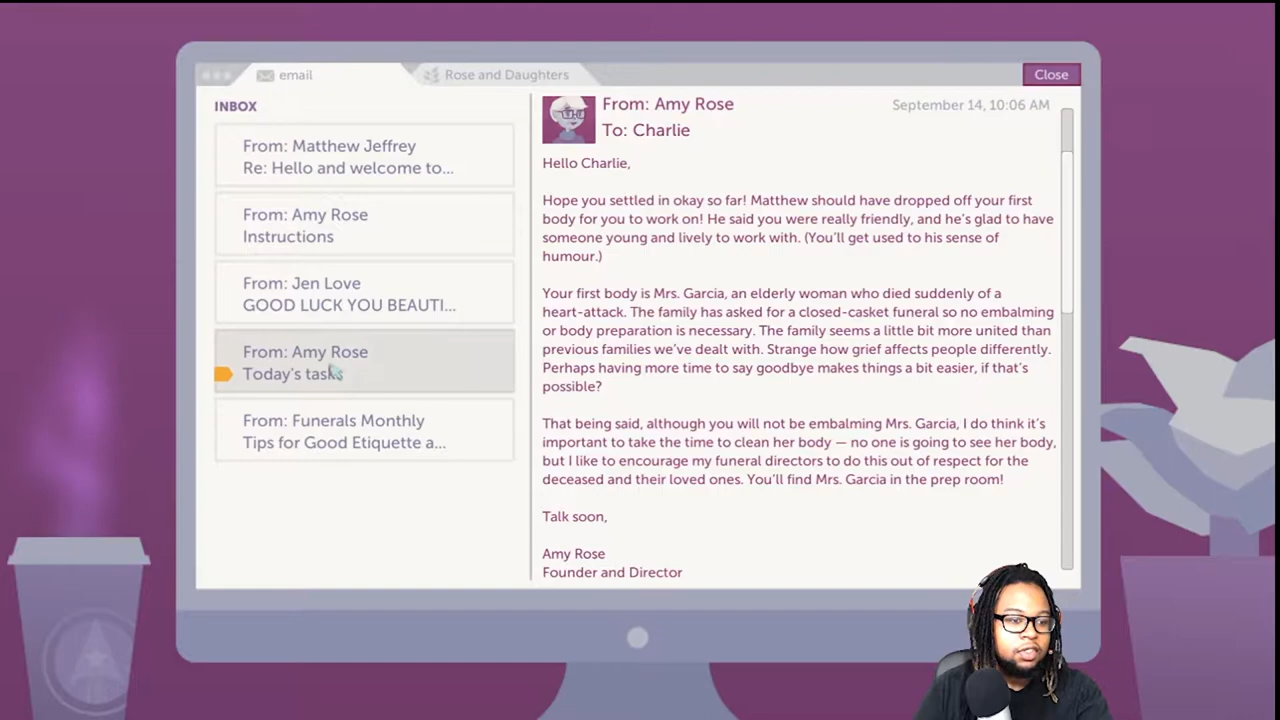 email
Rose and Daughters
Close
INBOX
From: Matthew Jeffrey
Re: Hello and welcome to...
From: Amy Rose
Instructions
From: Jen Love
GOOD LUCK YOU BEAUTI...
From: Amy Rose
Today's tasks
From: Funerals Monthly
Tips for Good Etiquette a...
From: Amy Rose
September 14, 10:06 AM
To: Charlie
Hello Charlie,
Hope you settled in okay so far! Matthew should have dropped off your first
body for you to work on! He said you were really friendly, and he's glad to have
someone young and lively to work with. (You'll get used to his sense of
humour.)
Your first body is Mrs. Garcia, an elderly woman who died suddenly of a
heart-attack. The family has asked for a closed-casket funeral so no embalming
or body preparation is necessary. The family seems a little bit more united than
previous families we've dealt with. Strange how grief affects people differently.
Perhaps having more time to say goodbye makes things a bit easier, if that's
possible?
That being said, although you will not be embalming Mrs. Garcia, I do think it's
important to take the time to clean her body — no one is going to see her body,
but I like to encourage my funeral directors to do this out of respect for the
deceased and their loved ones. You'll find Mrs. Garcia in the prep room!
Talk soon,
Amy Rose
Founder and Director